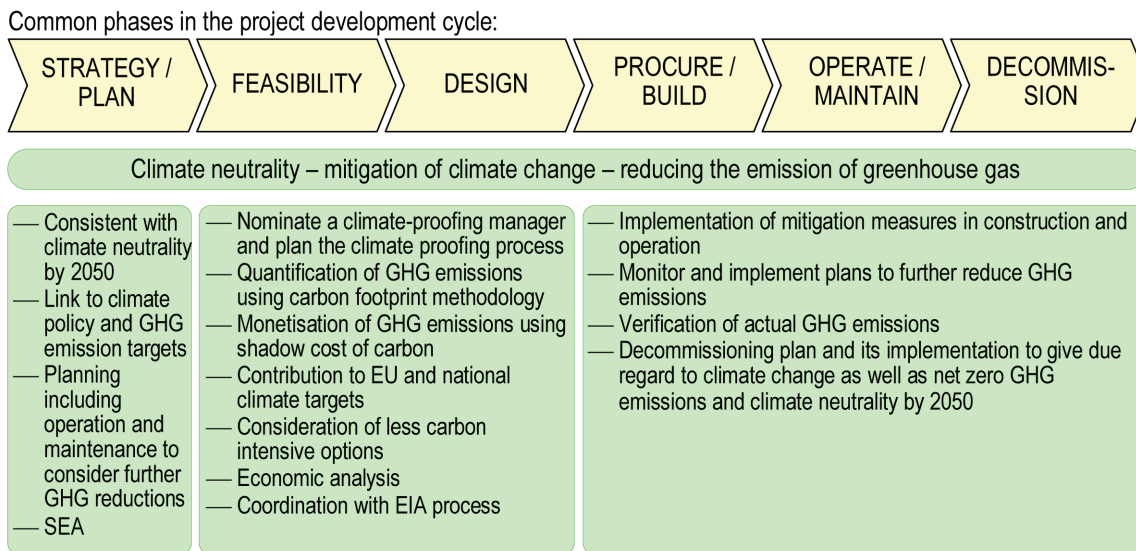 Common phases in the project development cycle:
STRATEGY /
PLAN
FEASIBILITY
DESIGN
PROCURE /
BUILD
OPERATE /
MAINTAIN
DECOMMIS-
SION
Climate neutrality – mitigation of climate change – reducing the emission of greenhouse gas
— Consistent with
climate neutrality
by 2050
— Link to climate
policy and GHG
emission targets
— Planning
including
operation and
maintenance to
consider further
GHG reductions
— SEA
— Nominate a climate-proofing manager
and plan the climate proofing process
— Quantification of GHG emissions
using carbon footprint methodology
— Monetisation of GHG emissions using
shadow cost of carbon
— Contribution to EU and national
climate targets
— Consideration of less carbon
intensive options
— Economic analysis
— Coordination with EIA process
— Implementation of mitigation measures in construction and
operation
— Monitor and implement plans to further reduce GHG
emissions
— Verification of actual GHG emissions
— Decommissioning plan and its implementation to give due
regard to climate change as well as net zero GHG
emissions and climate neutrality by 2050